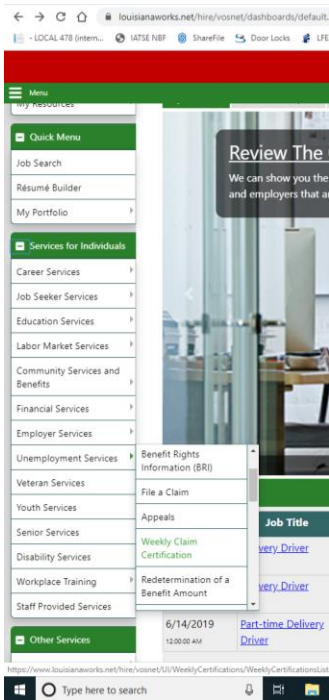 louisianaworks.net/hire/vosnet/dashboards/default.
- LOCAL 478 (intern...
IATSE NBF
ShareFile
Door Locks
LFE
Menu
My Resources
Quick Menu
Job Search
Résumé Builder
My Portfolio
Services for Individuals
Career Services
Job Seeker Services
Education Services
Labor Market Services
Community Services and
Benefits
Financial Services
Employer Services
Unemployment Services
Veteran Services
Youth Services
Senior Services
Disability Services
Workplace Training
Staff Provided Services
Other Services
Review The
We can show you the
and employers that
Benefit Rights
Information (BRI)
File a Claim
Appeals
Weekly Claim
Certification
Redetermination of a
Benefit Amount
Job Title
very Driver
very Driver
6/14/2019
12:00:00 AM
Part-time Delivery
Driver
https://www.louisianaworks.net/hire/vosnet/UI/WeeklyCertifications/WeeklyCertificationsList
Type here to search